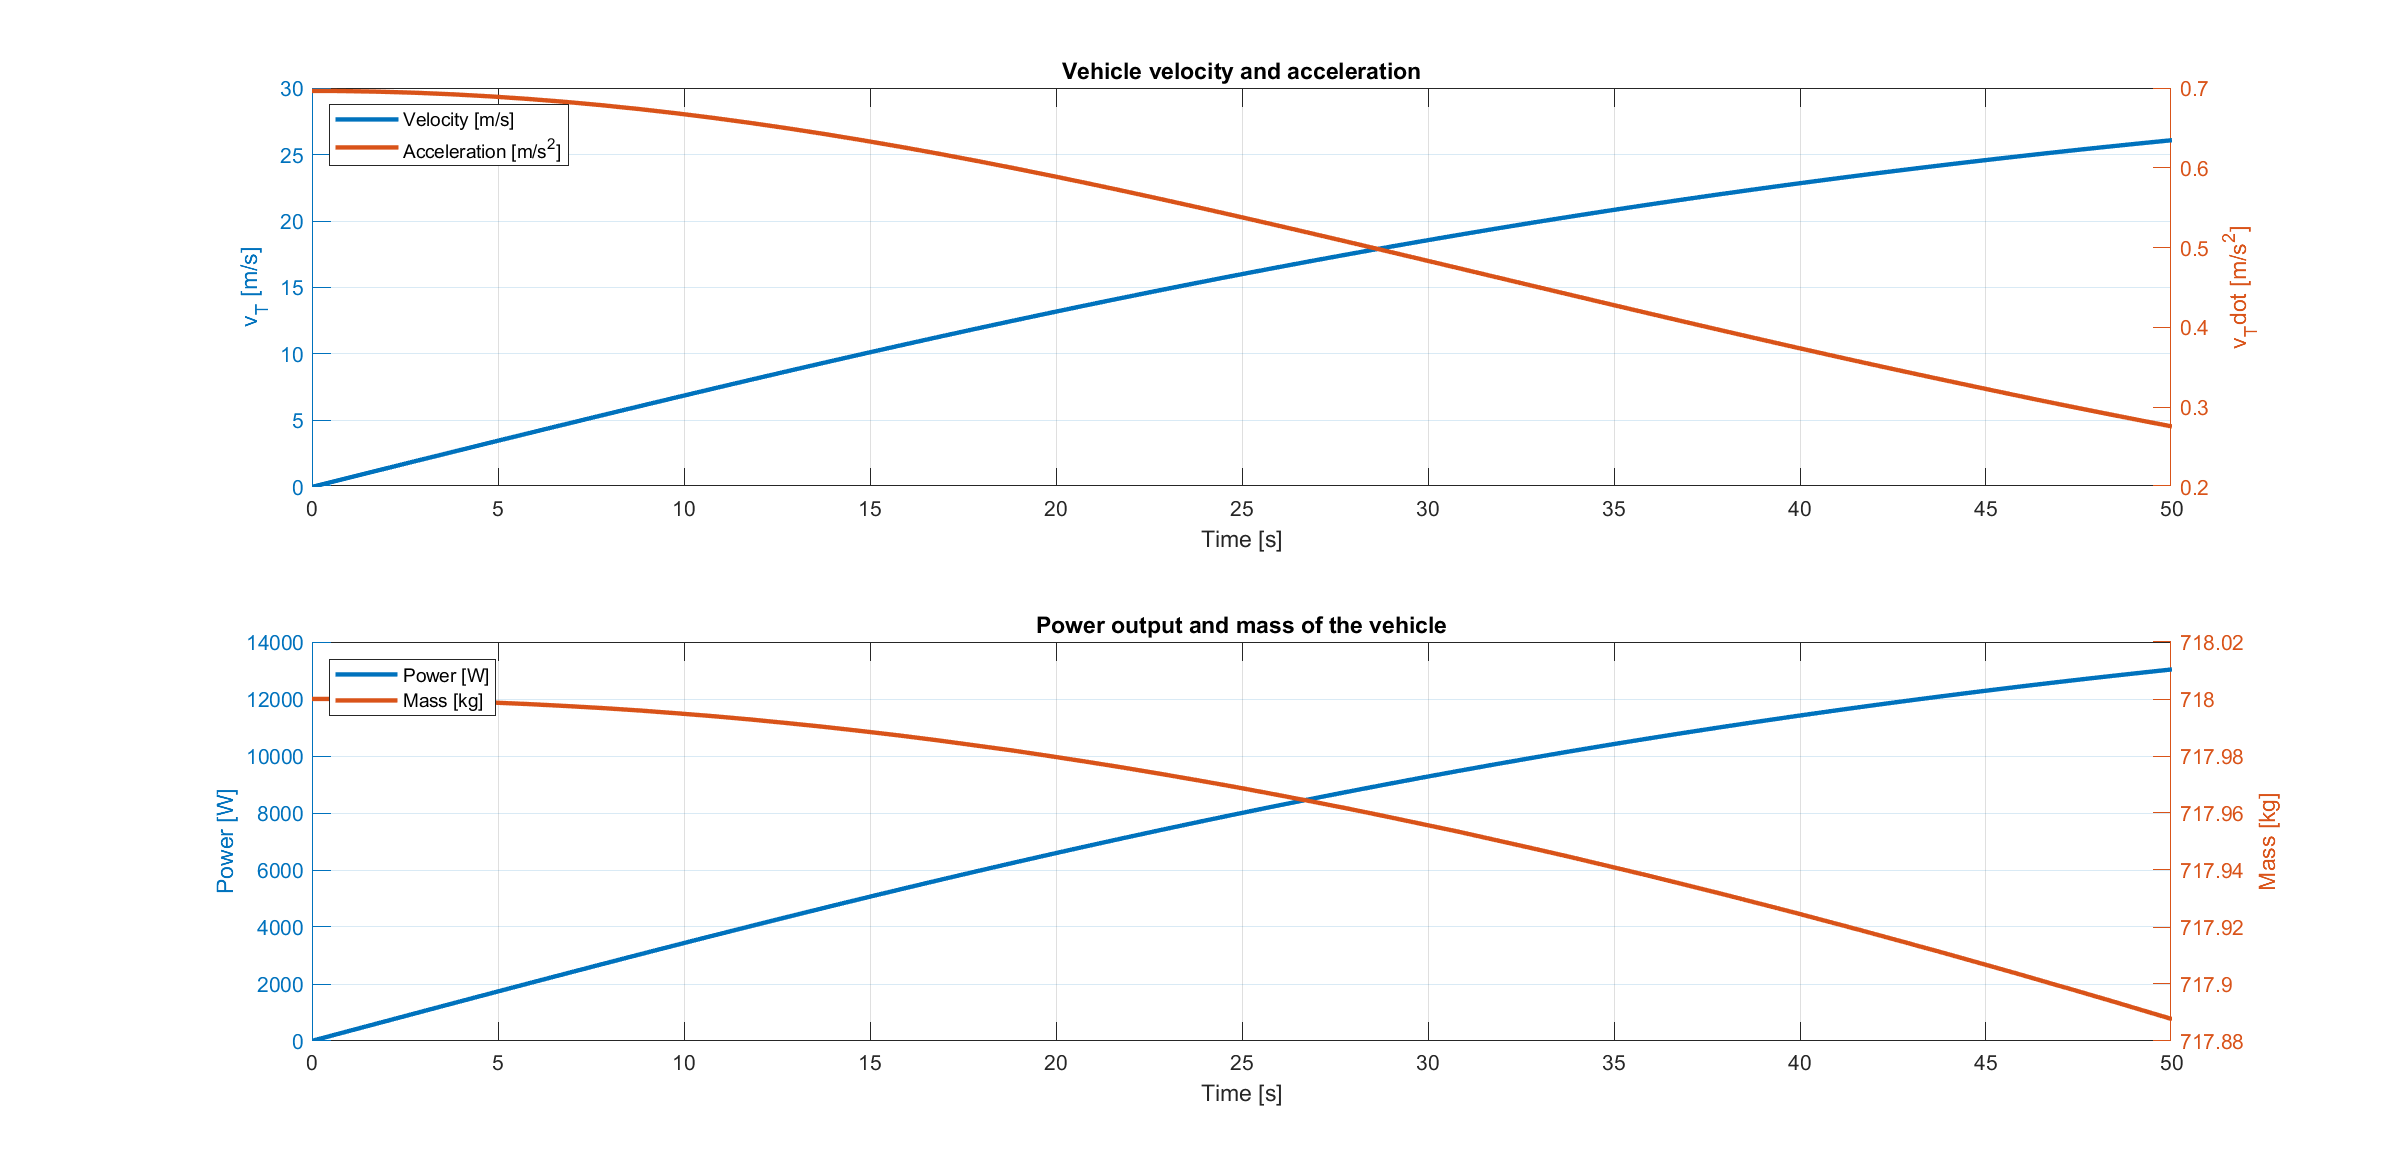 Vehicle velocity and acceleration
30
25
20
15
10
5
0
v_T [m/s]
Velocity [m/s]
Acceleration [m/s^2]
0.7
0.6
0.5
0.4
0.3
0.2
v_Tdot [m/s^2]
0 5 10 15 20 25 30 35 40 45 50
Time [s]
Power output and mass of the vehicle
14000
12000
10000
8000
6000
4000
2000
0
Power [W]
Power [W]
Mass [kg]
718.02
718
717.98
717.96
717.94
717.92
717.9
717.88
Mass [kg]
0 5 10 15 20 25 30 35 40 45 50
Time [s]